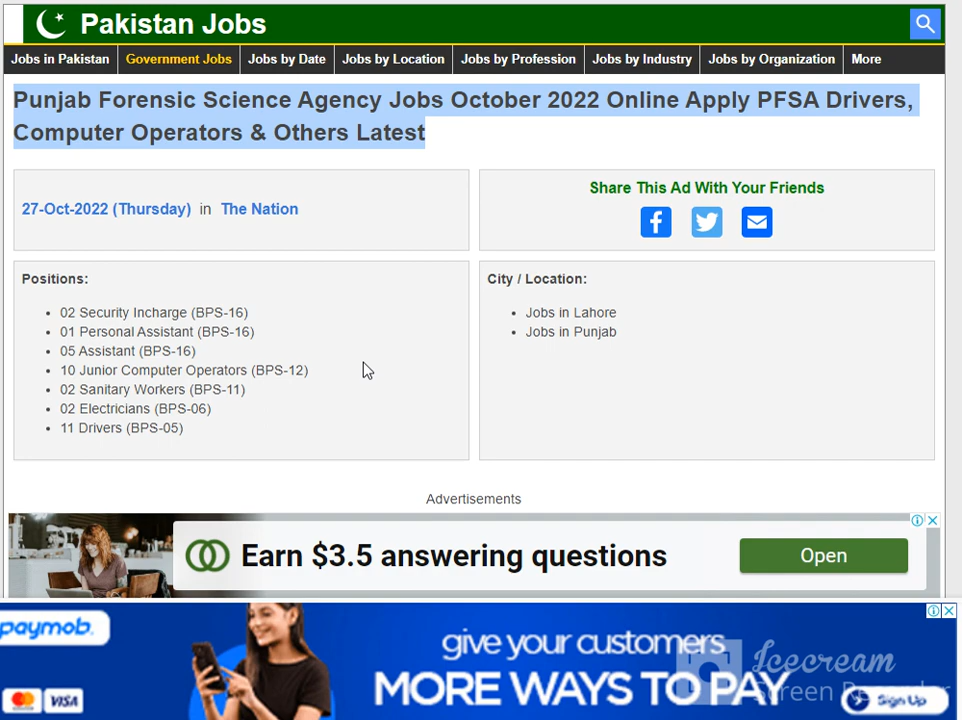 Pakistan Jobs
Jobs in Pakistan
Government Jobs
Jobs by Date
Jobs by Location
Jobs by Profession
Jobs by Industry
Jobs by Organization
More
Punjab Forensic Science Agency Jobs October 2022 Online Apply PFSA Drivers,
Computer Operators & Others Latest
27-Oct-2022 (Thursday) in The Nation
Share This Ad With Your Friends
Positions:
02 Security Incharge (BPS-16)
01 Personal Assistant (BPS-16)
05 Assistant (BPS-16)
10 Junior Computer Operators (BPS-12)
02 Sanitary Workers (BPS-11)
02 Electricians (BPS-06)
11 Drivers (BPS-05)
City / Location:
Jobs in Lahore
Jobs in Punjab
Advertisements
Earn $3.5 answering questions
Open
paymob.
give your customers
MORE WAYS TO PAY
VISA
Sign Up
Icecream
Screen